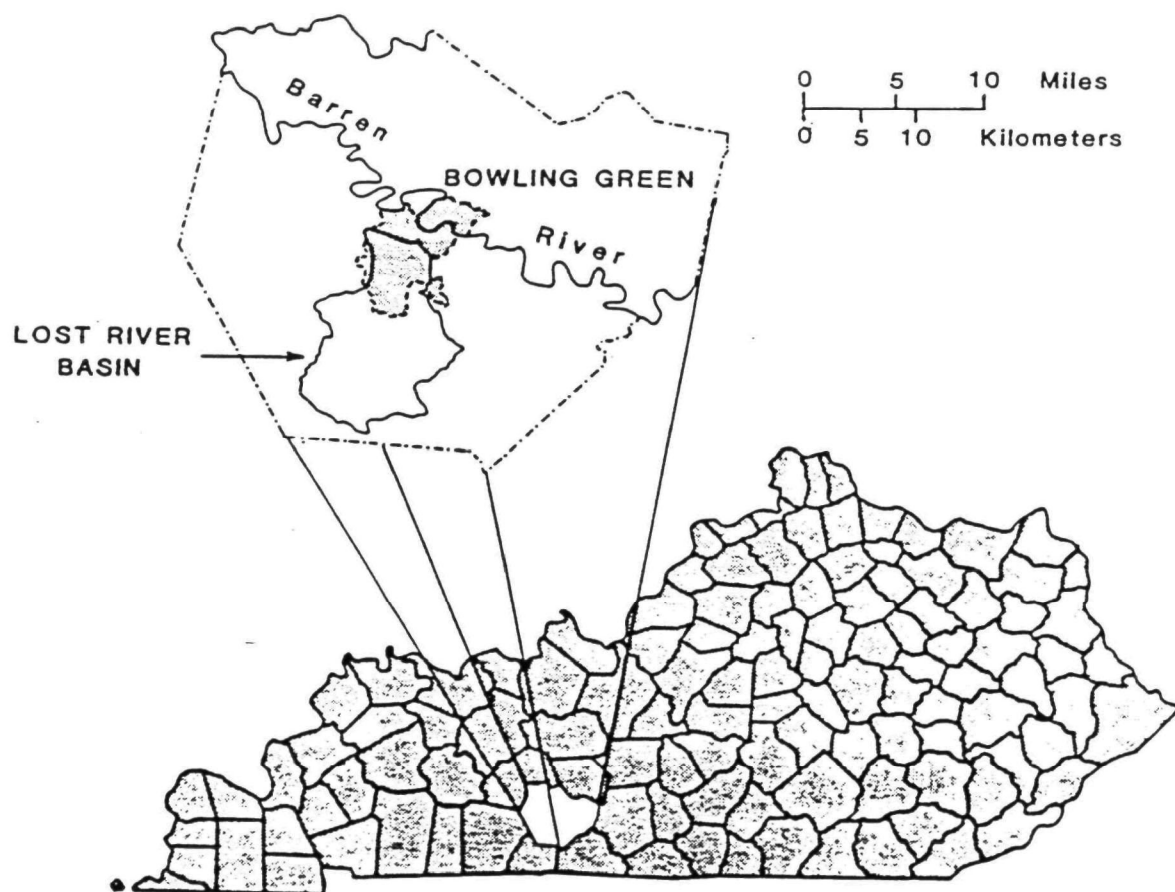 Barren
0 5 10 Miles
0 5 10 Kilometers
BOWLING GREEN
River
LOST RIVER
BASIN